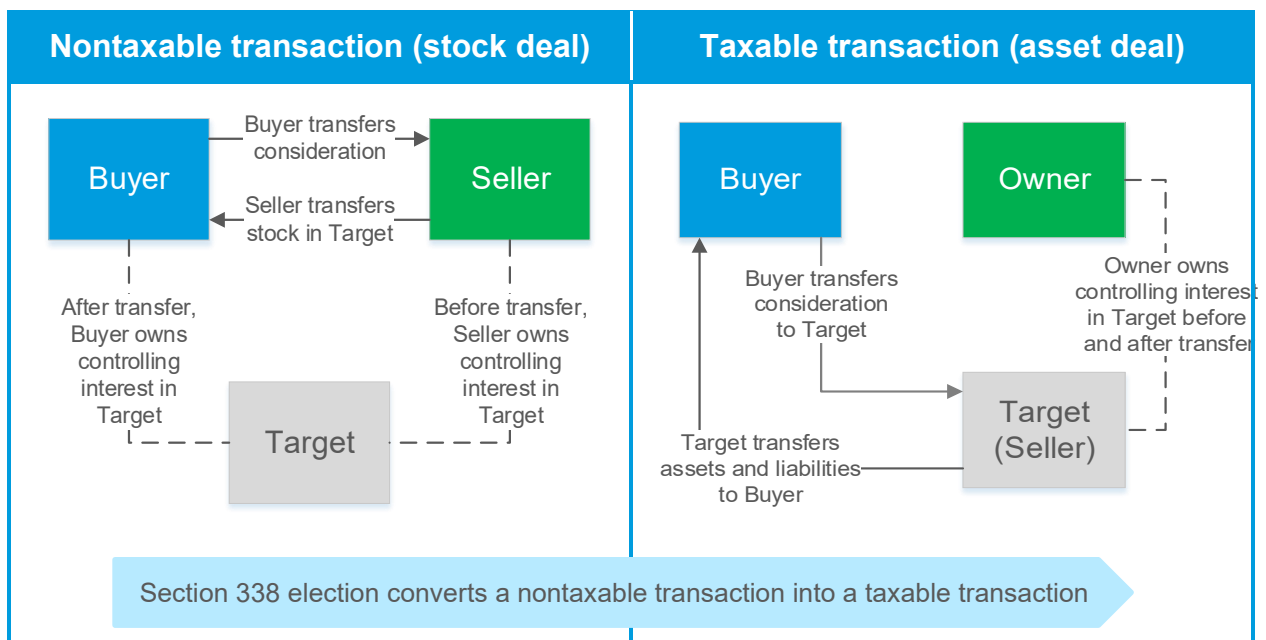 Nontaxable transaction (stock deal)
Taxable transaction (asset deal)
Buyer transfers
consideration
Buyer
Seller
Seller transfers
stock in Target
After transfer,
Buyer owns
controlling
interest in
Target
Before transfer,
Seller owns
controlling
interest in
Target
Target
Buyer
Owner
Buyer transfers
consideration
to Target
Owner owns
controlling interest
in Target before
and after transfer
Target
(Seller)
Target transfers
assets and liabilities
to Buyer
Section 338 election converts a nontaxable transaction into a taxable transaction